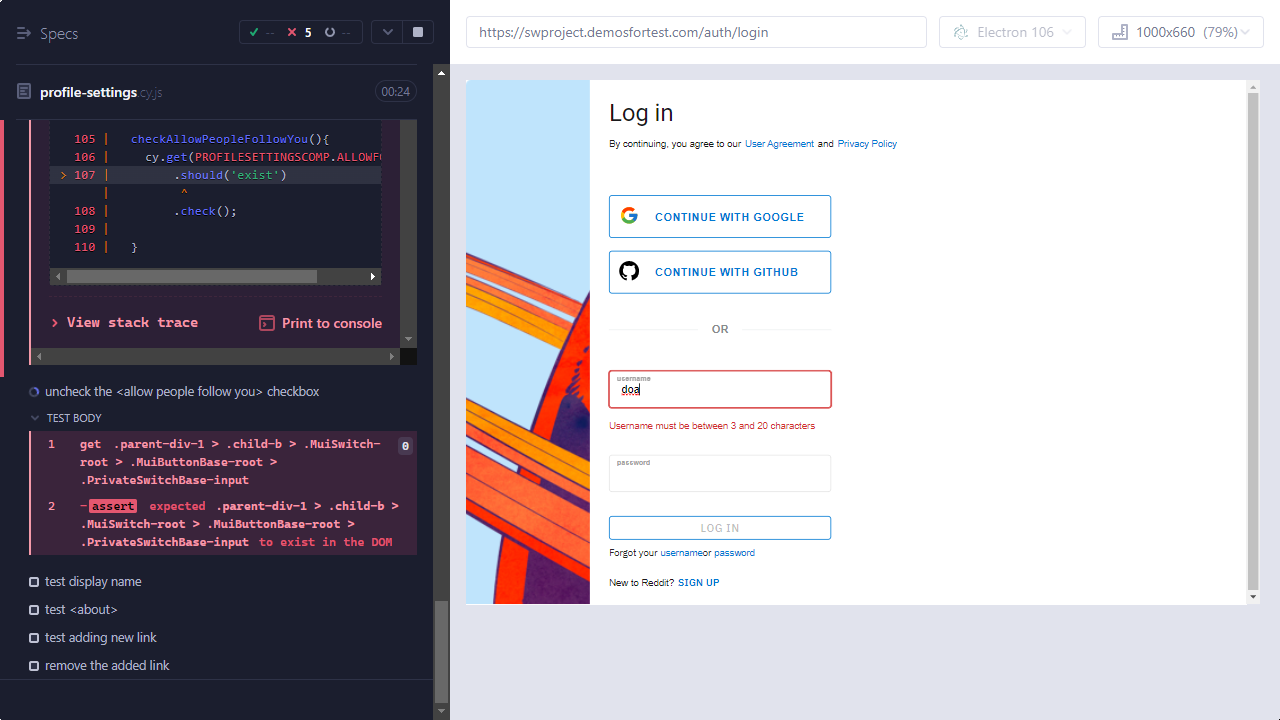 Specs
-- 5 --
profile-settings.cy.js
00:24
105 | checkAllowPeopleFollowYou(){
106 | cy.get(PROFILESETTINGSCOMP.ALLOWFO
> 107 | .should('exist')
| ^
108 | .check();
109 |
110 | }
> View stack trace
Print to console
uncheck the <allow people follow you> checkbox
TEST BODY
1 get .parent-div-1 > .child-b > .MuiSwitch-
root > .MuiButtonBase-root >
.PrivateSwitchBase-input
0
2 -assert expected .parent-div-1 > .child-b >
.MuiSwitch-root > .MuiButtonBase-root >
.PrivateSwitchBase-input to exist in the DOM
test display name
test <about>
test adding new link
remove the added link
https://swproject.demosfortest.com/auth/login
Electron 106
1000x660 (79%)
Log in
By continuing, you agree to our User Agreement and Privacy Policy
CONTINUE WITH GOOGLE
CONTINUE WITH GITHUB
OR
username
doa
Username must be between 3 and 20 characters
password
LOG IN
Forgot your usernameor password
New to Reddit? SIGN UP